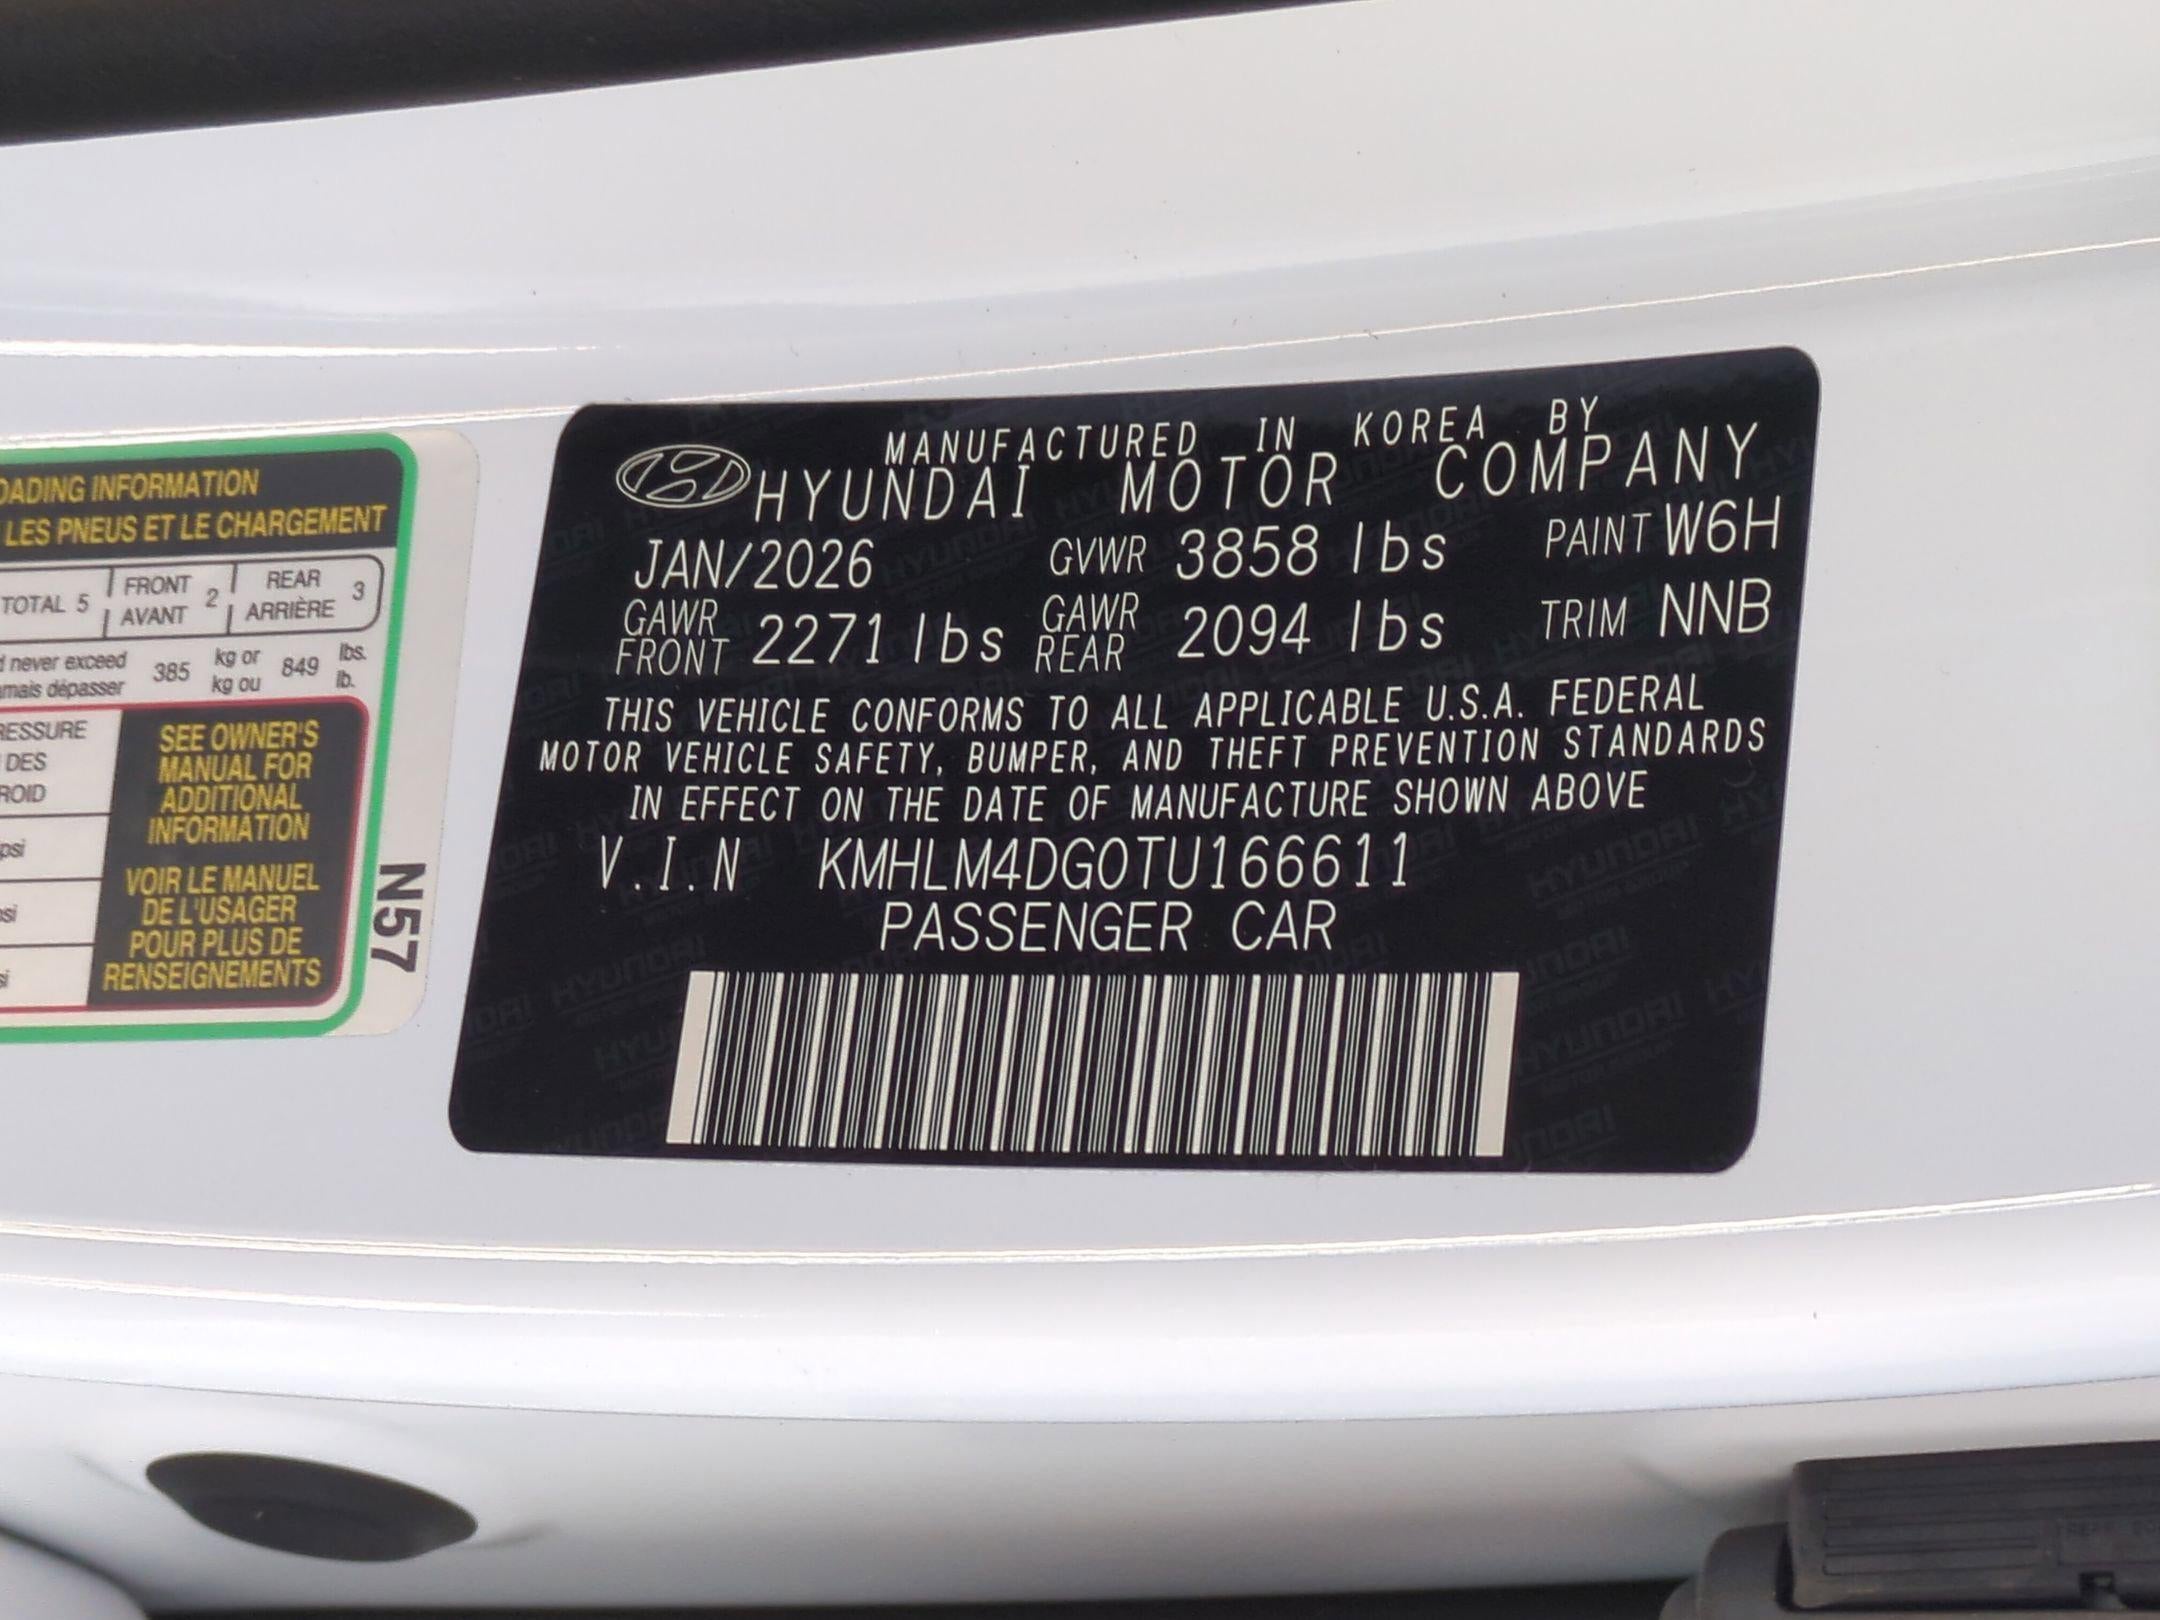 OADING INFORMATION
LES PNEUS ET LE CHARGEMENT
TOTAL 5
FRONT
AVANT
2
REAR
ARRIÈRE
3
never exceed
amais dépasser
385
kg or
kg ou
849
lbs.
lb.
RESSURE
DES
ROID
psi
SEE OWNER'S
MANUAL FOR
ADDITIONAL
INFORMATION
VOIR LE MANUEL
DE L'USAGER
POUR PLUS DE
RENSEIGNEMENTS
N57
MANUFACTURED IN KOREA BY
HYUNDAI MOTOR COMPANY
JAN/2026 GVWR 3858 lbs PAINT W6H
GAWR FRONT 2271 lbs GAWR REAR 2094 lbs TRIM NNB
THIS VEHICLE CONFORMS TO ALL APPLICABLE U.S.A. FEDERAL
MOTOR VEHICLE SAFETY, BUMPER, AND THEFT PREVENTION STANDARDS
IN EFFECT ON THE DATE OF MANUFACTURE SHOWN ABOVE
V.I.N KMHLM4DG0TU166611
PASSENGER CAR